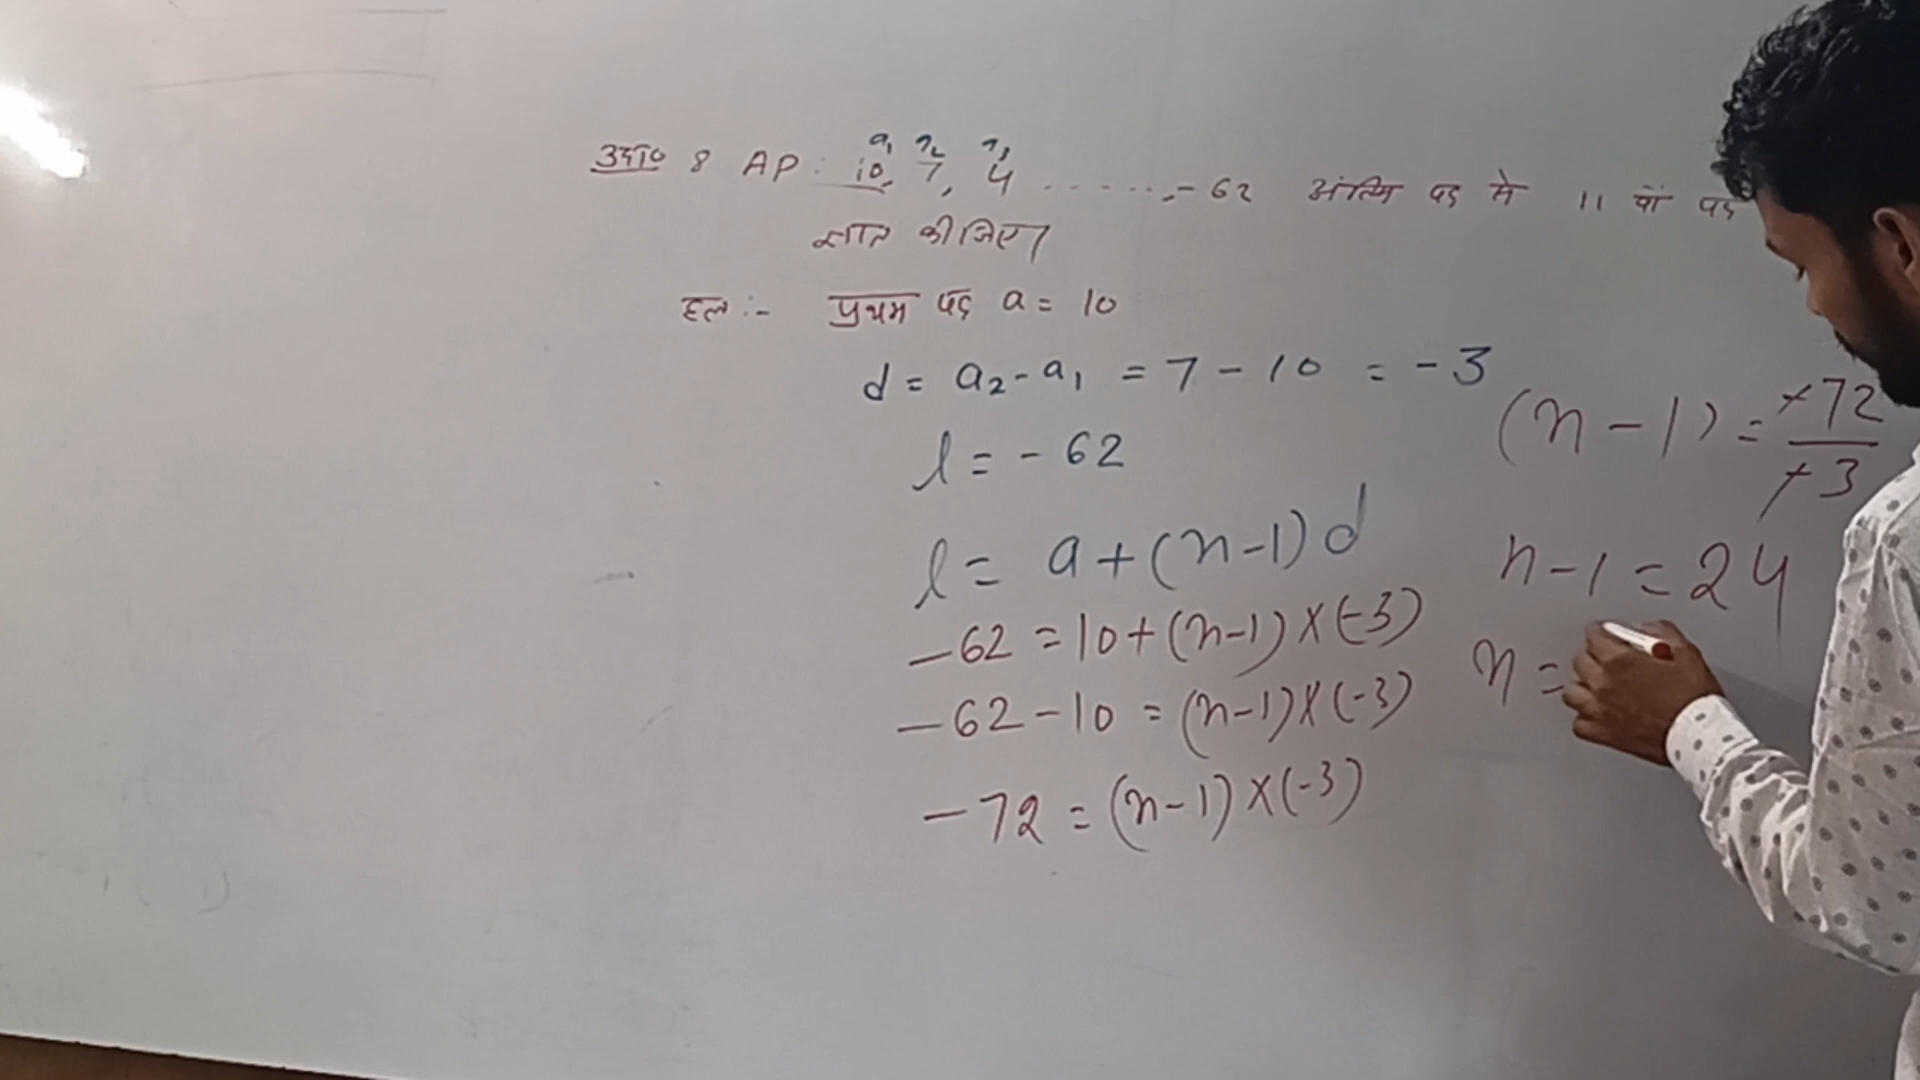 उदा० 8 AP : 10, 7, 4 ......, -62 अंतिम पद से 11 वाँ पद
a₁
ज्ञात कीजिए।
हल :- प्रथम पद a = 10
d = a₂ - a₁ = 7 - 10 = -3
l = -62
l = a + (n-1) d
-62 = 10 + (n-1) × (-3)
-62 - 10 = (n-1) × (-3)
-72 = (n-1) × (-3)
(n-1) = -72/-3
n - 1 = 24
n =